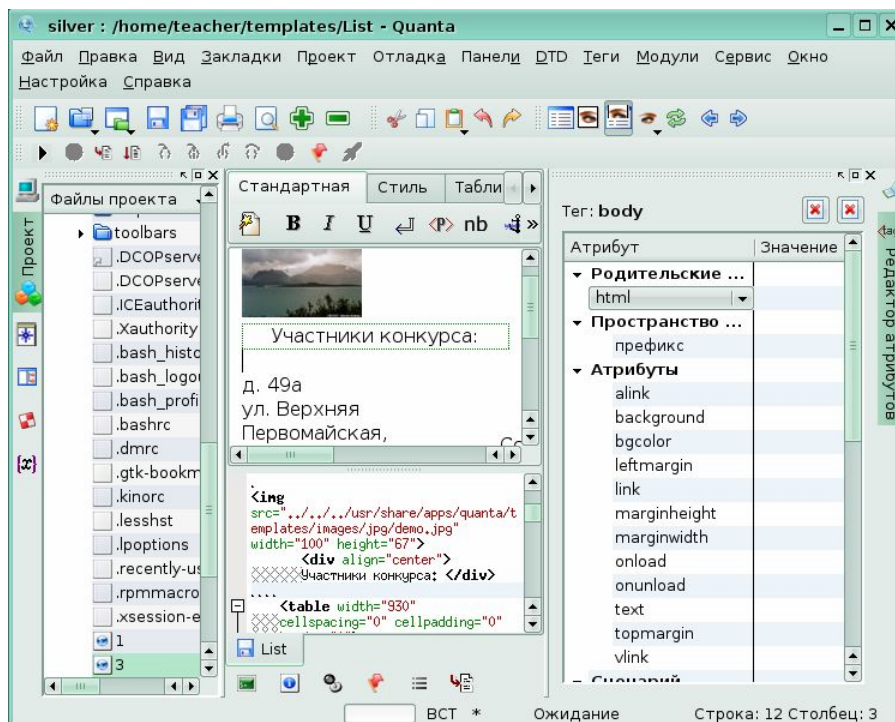 silver : /home/teacher/templates/List - Quanta
Файл Правка Вид Закладки Проект Отладка Панели DTD Теги Модули Сервис Окно
Настройка Справка
Стандартная Стиль Табли
Файлы проекта
Проект
toolbars
.DCOPserve
.DCOPserve
.ICEauthorit
.Xauthority
.bash_histo
.bash_logou
.bash_profi
.bashrc
.dmrc
.gtk-bookm
.kinorc
.lesshst
.lpoptions
.recently-us
.rpmmacro
.xsession-e
1
3
B I U <P> nb »
Участники конкурса:
д. 49а
ул. Верхняя
Первомайская,
<img
src="../../../usr/share/apps/quanta/t
emplates/images/jpg/demo.jpg"
width="100" height="67">
<div align="center">
Участники конкурса: </div>
<table width="930"
cellspacing="0" cellpadding="0"
List
Тег: body
Атрибут Значение
Родительские ...
html
Пространство ...
префикс
Атрибуты
alink
background
bgcolor
leftmargin
link
marginheight
marginwidth
onload
onunload
text
topmargin
vlink
Сценарий
Редактор атрибутов
{x}
ВСТ * Ожидание Строка: 12 Столбец: 3